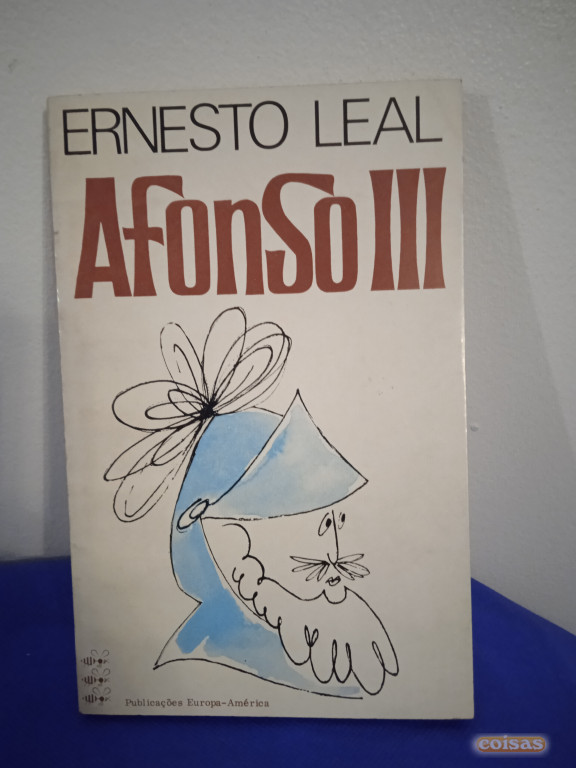 ERNESTO LEAL
AfonSo III
Publicações Europa-América
coisas